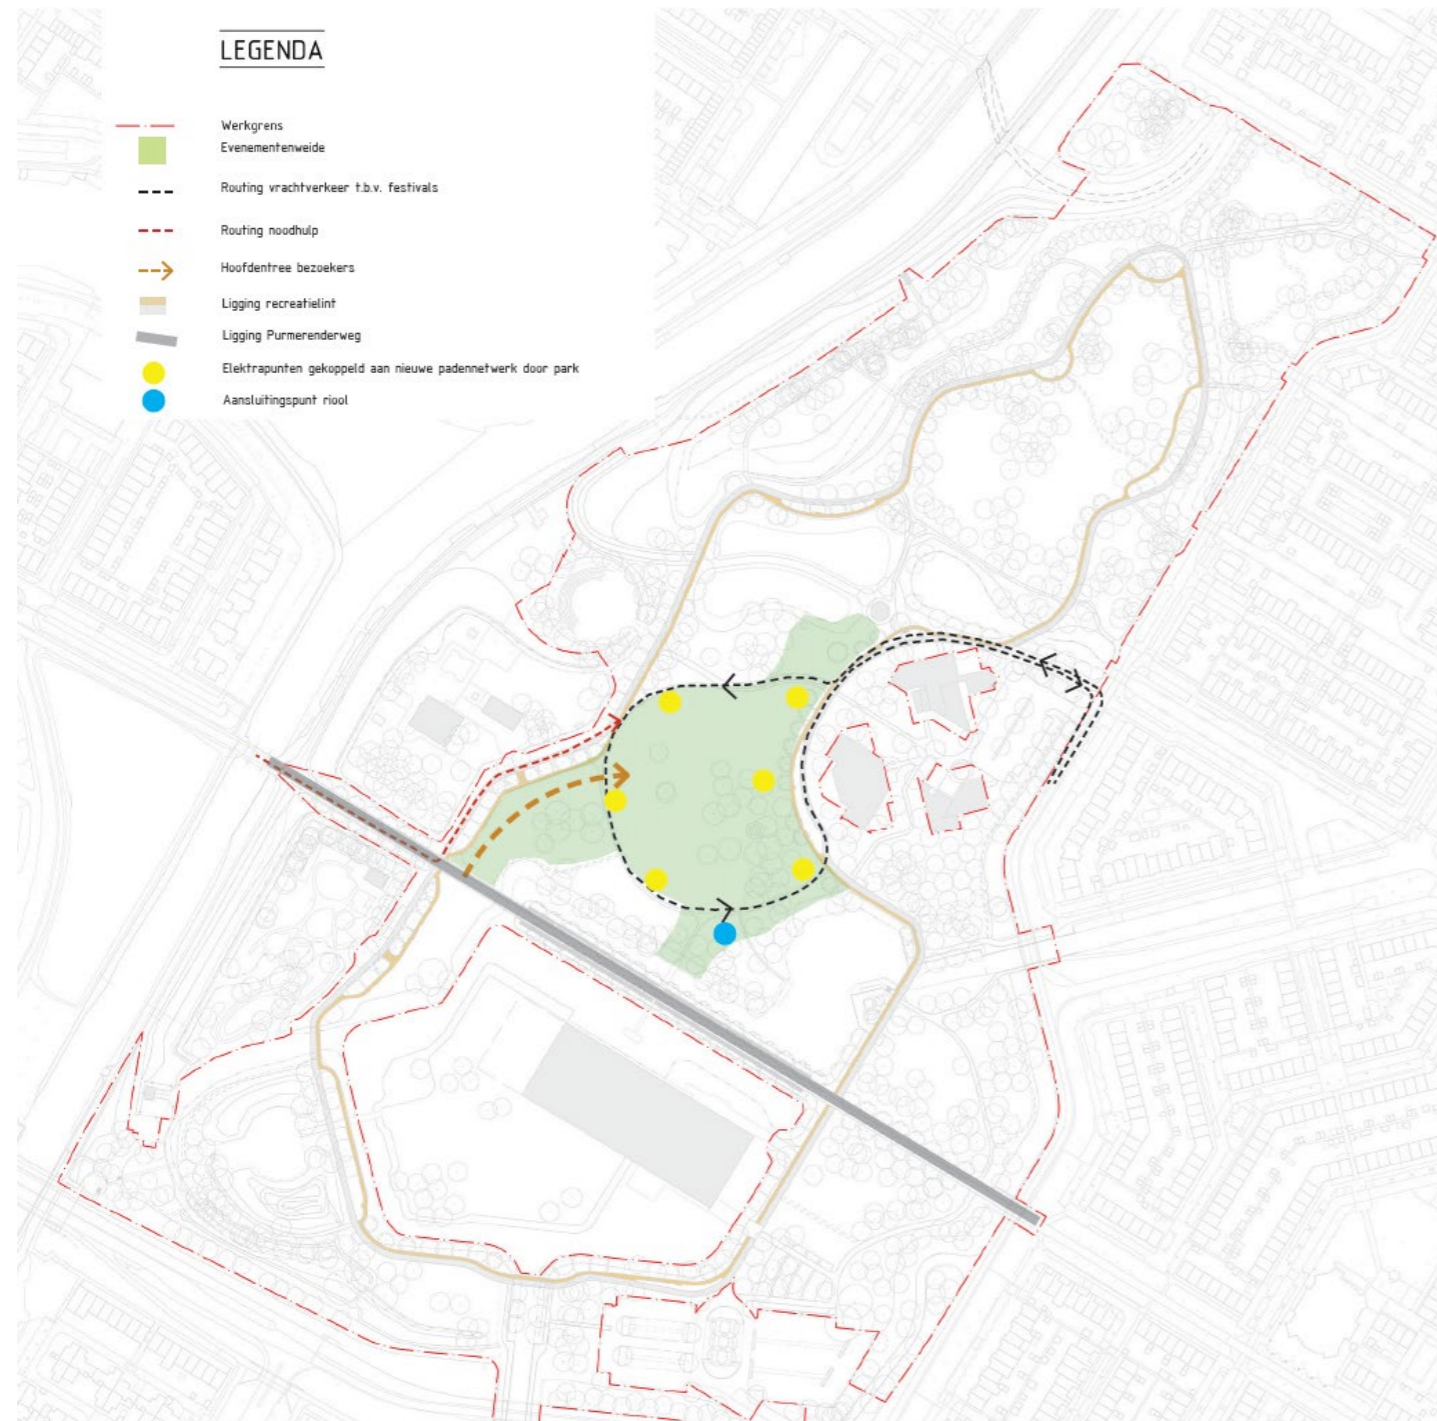 LEGENDA
Werkgrens
Evenementenweide
Routing vrachtverkeer t.b.v. festivals
Routing noodhulp
Hoofdentree bezoekers
Ligging recreatielint
Ligging Purmerenderweg
Elektrapunten gekoppeld aan nieuwe padennetwerk door park
Aansluitingspunt riool